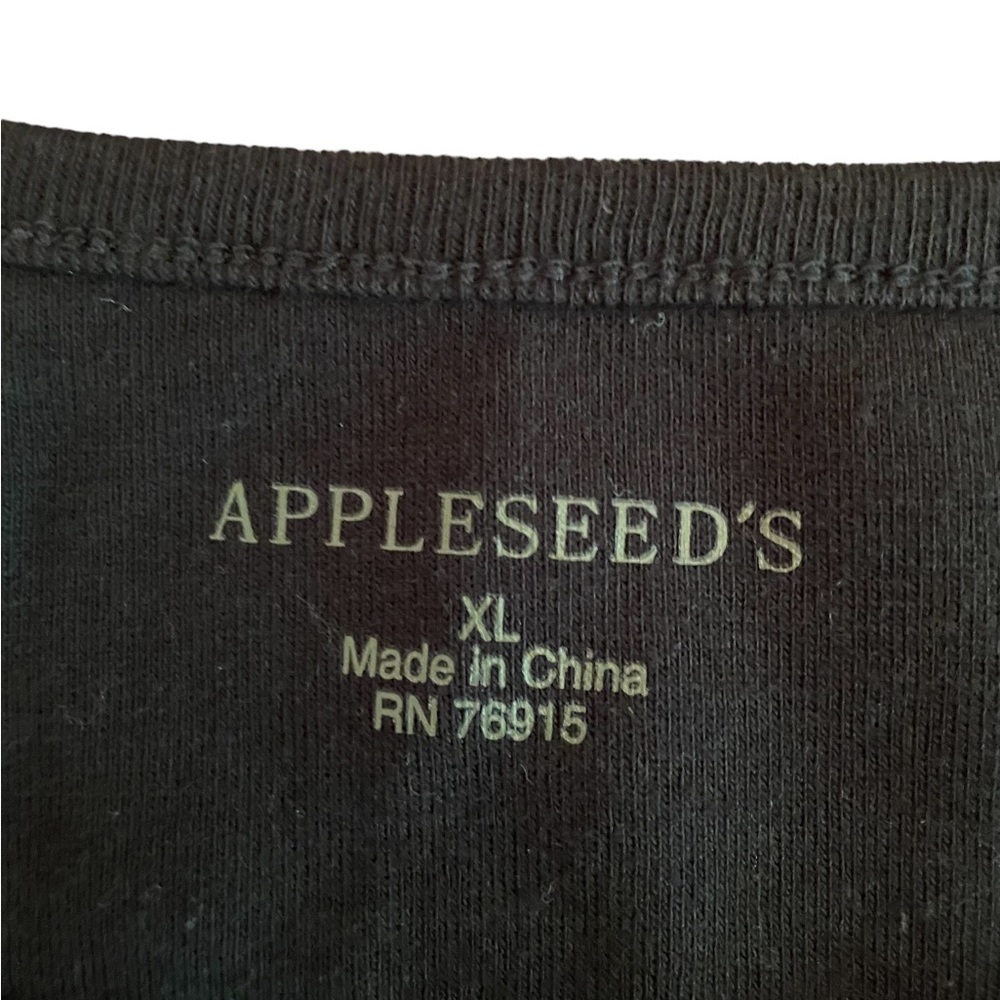 APPLESEED'S
XL
Made in China
RN 76915